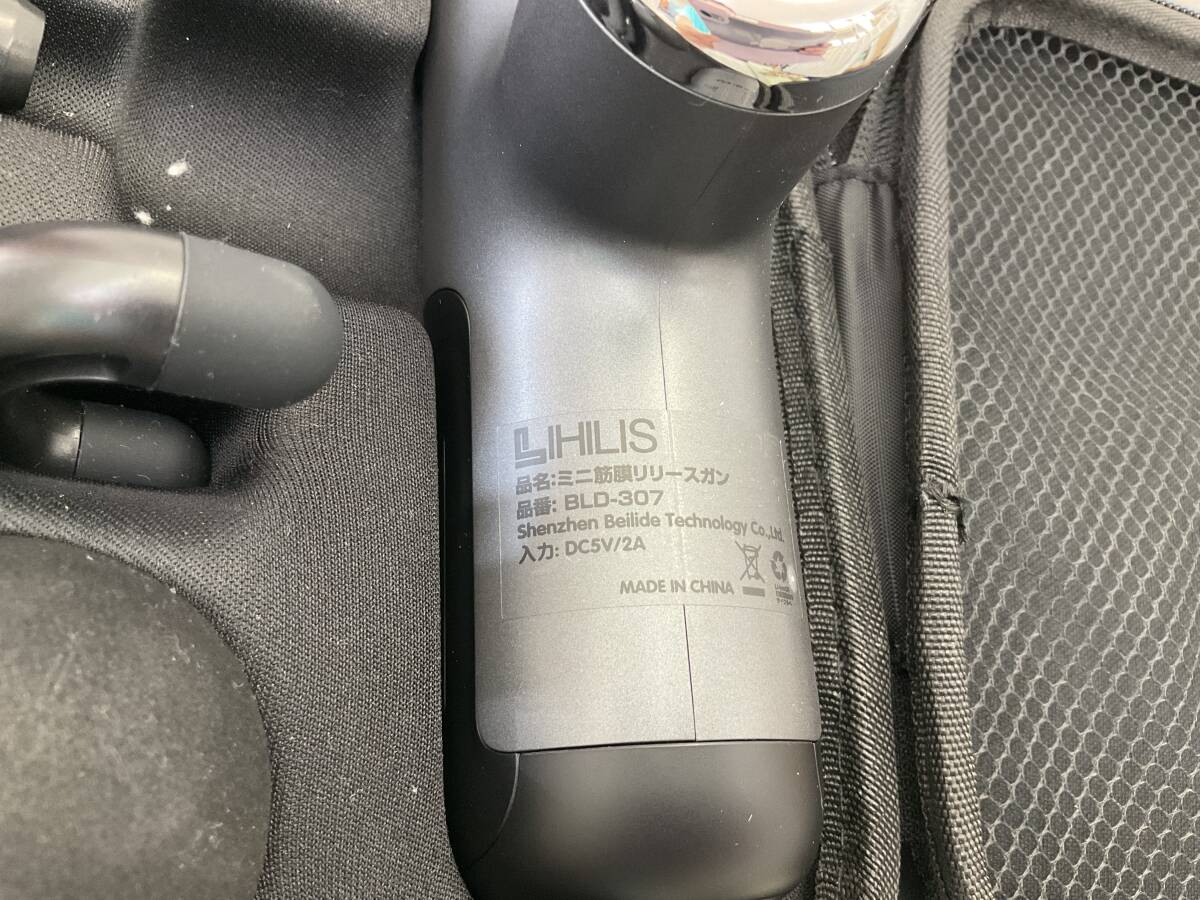 LIHILIS
品名:ミニ筋膜リリースガン
品番: BLD-307
Shenzhen Beilide Technology Co.,Ltd.
入力: DC5V/2A
MADE IN CHINA